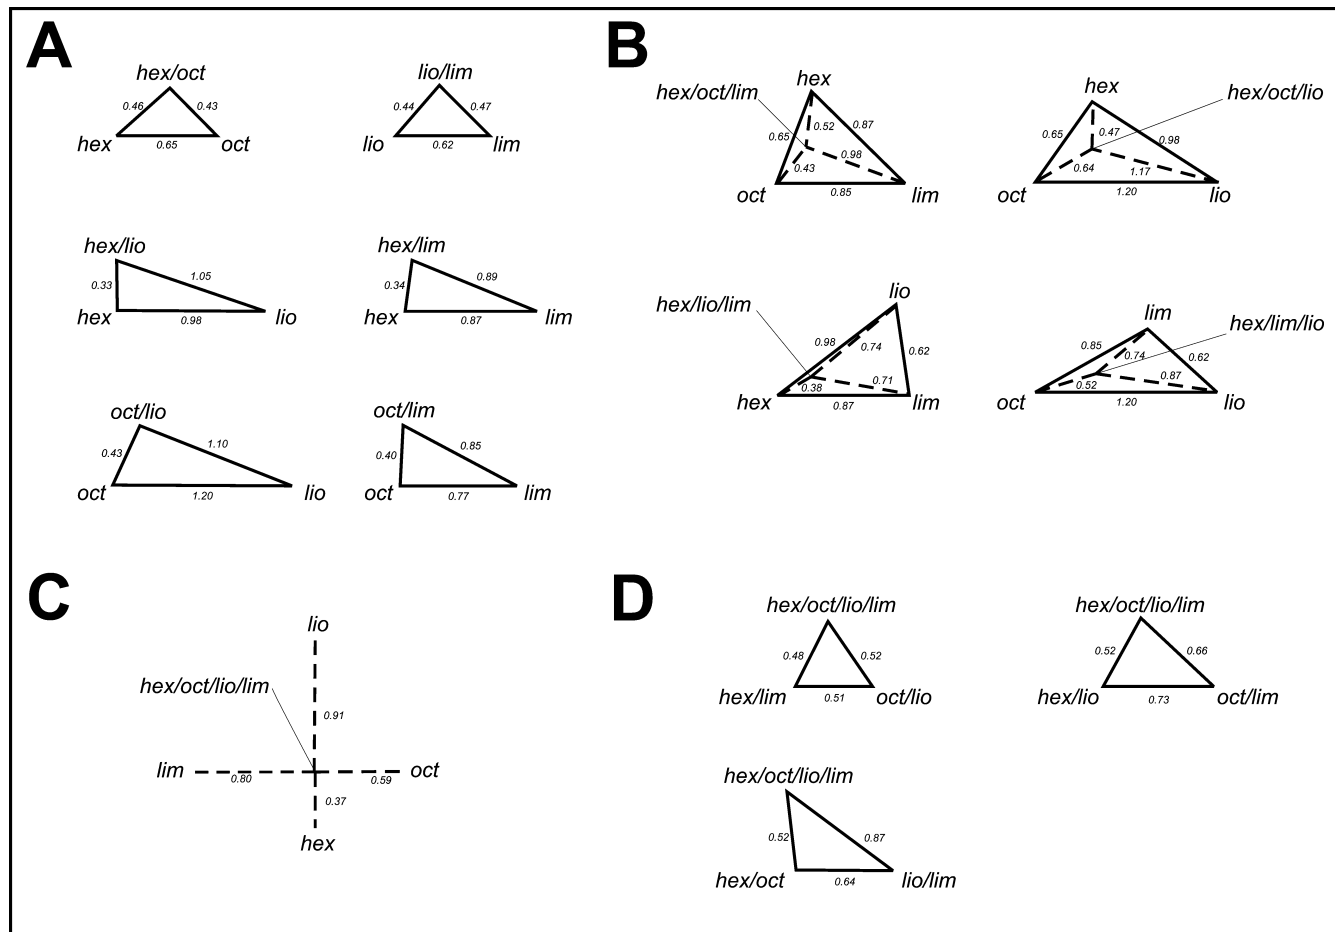 A
hex/oct
0.46
0.43
hex
0.65
oct
lio/lim
0.44
0.47
lio
0.62
lim
hex/lio
0.33
1.05
hex
0.98
lio
hex/lim
0.34
0.89
hex
0.87
lim
oct/lio
0.43
1.10
oct
1.20
lio
oct/lim
0.40
0.85
oct
0.77
lim
B
hex
hex/oct/lim
0.65
0.52
0.87
0.98
0.43
oct
0.85
lim
hex
hex/oct/lio
0.65
0.47
0.98
0.64
1.17
oct
1.20
lio
lio
hex/lio/lim
0.98
0.74
0.62
0.38
0.71
hex
0.87
lim
lim
hex/lim/lio
0.85
0.74
0.62
0.52
0.87
oct
1.20
lio
C
lio
hex/oct/lio/lim
0.91
lim
0.80
0.59
oct
0.37
hex
D
hex/oct/lio/lim
0.48
0.52
hex/lim
0.51
oct/lio
hex/oct/lio/lim
0.52
0.66
hex/lio
0.73
oct/lim
hex/oct/lio/lim
0.52
0.87
hex/oct
0.64
lio/lim